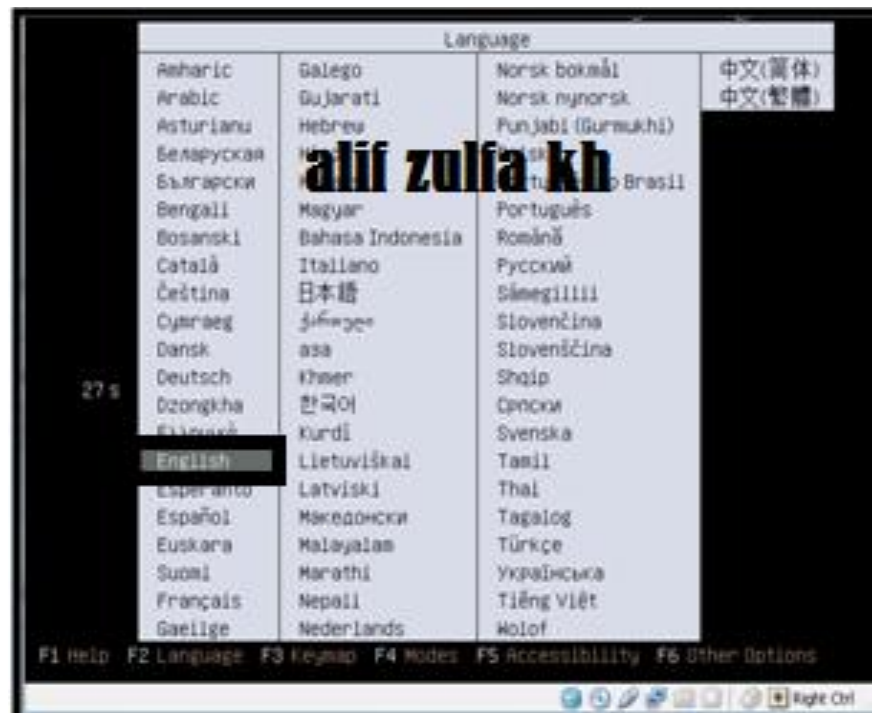 Language
Amharic
Arabic
Asturianu
Беларуская
Български
Bengali
Bosanski
Català
Čeština
Cymraeg
Dansk
Deutsch
Dzongkha
Ελληνικά
English
Esperanto
Español
Euskara
Suomi
Français
Gaeilge
Galego
Gujarati
Hebrew
Magyar
Bahasa Indonesia
Italiano
日本語
ქართული
Khmer
한국어
Kurdî
Lietuviškai
Latviski
Македонски
Malayalam
Marathi
Nepali
Nederlands
Norsk bokmål
Norsk nynorsk
Punjabi (Gurmukhi)
Brasil
Português
Română
Русский
Sámegillii
Slovenčina
Slovenščina
Shqip
Српски
Svenska
Tamil
Thai
Tagalog
Türkçe
Українська
Tiếng Việt
Wolof
中文(简体)
中文(繁體)
alif zulfa kh
27 s
F1 Help F2 Language F3 Keymap F4 Modes F5 Accessibility F6 Other Options
Right Ctrl